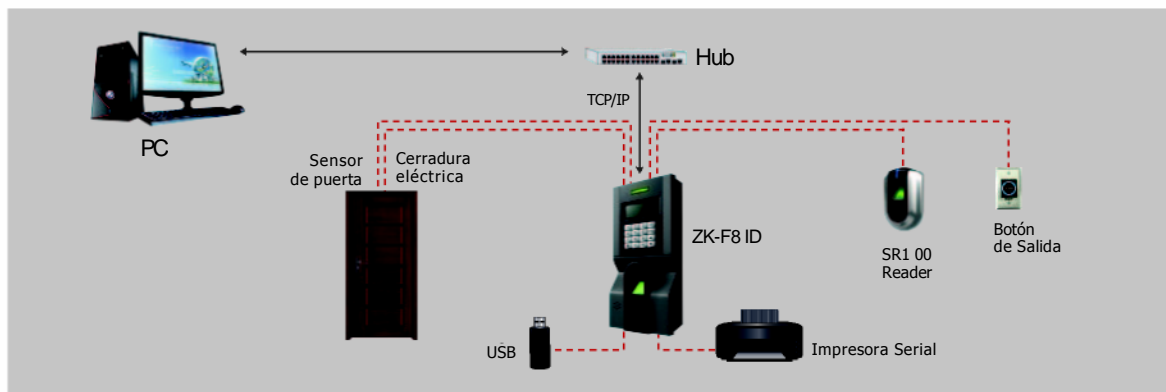 Hub
TCP/IP
PC
Sensor
de puerta
Cerradura
eléctrica
ZK-F8 ID
SR1 00
Reader
Botón
de Salida
USB
Impresora Serial